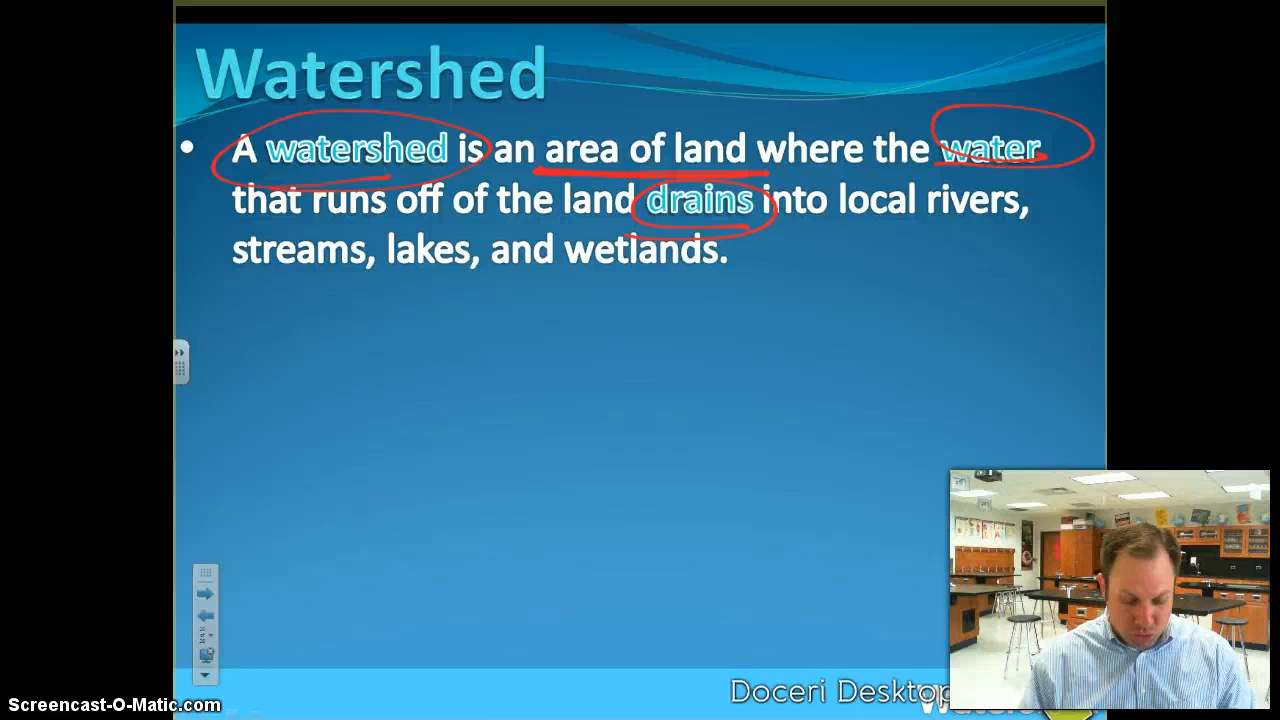 Watershed
• A watershed is an area of land where the water
that runs off of the land drains into local rivers,
streams, lakes, and wetlands.
Doceri Desktop
Screencast-O-Matic.com